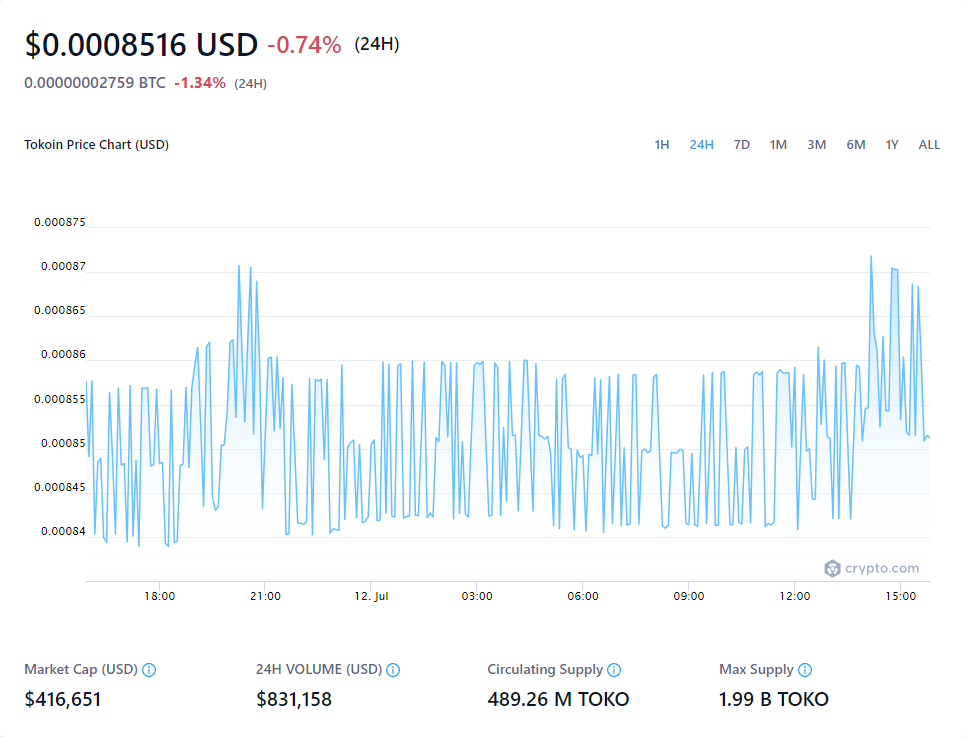 $0.0008516 USD -0.74% (24H)
0.00000002759 BTC -1.34% (24H)
Tokoin Price Chart (USD) 1H 24H 7D 1M 3M 6M 1Y ALL
0.000875
0.00087
0.000865
0.00086
0.000855
0.00085
0.000845
0.00084
crypto.com
18:00 21:00 12. Jul 03:00 06:00 09:00 12:00 15:00
Market Cap (USD) 24H VOLUME (USD) Circulating Supply Max Supply
$416,651 $831,158 489.26 M TOKO 1.99 B TOKO